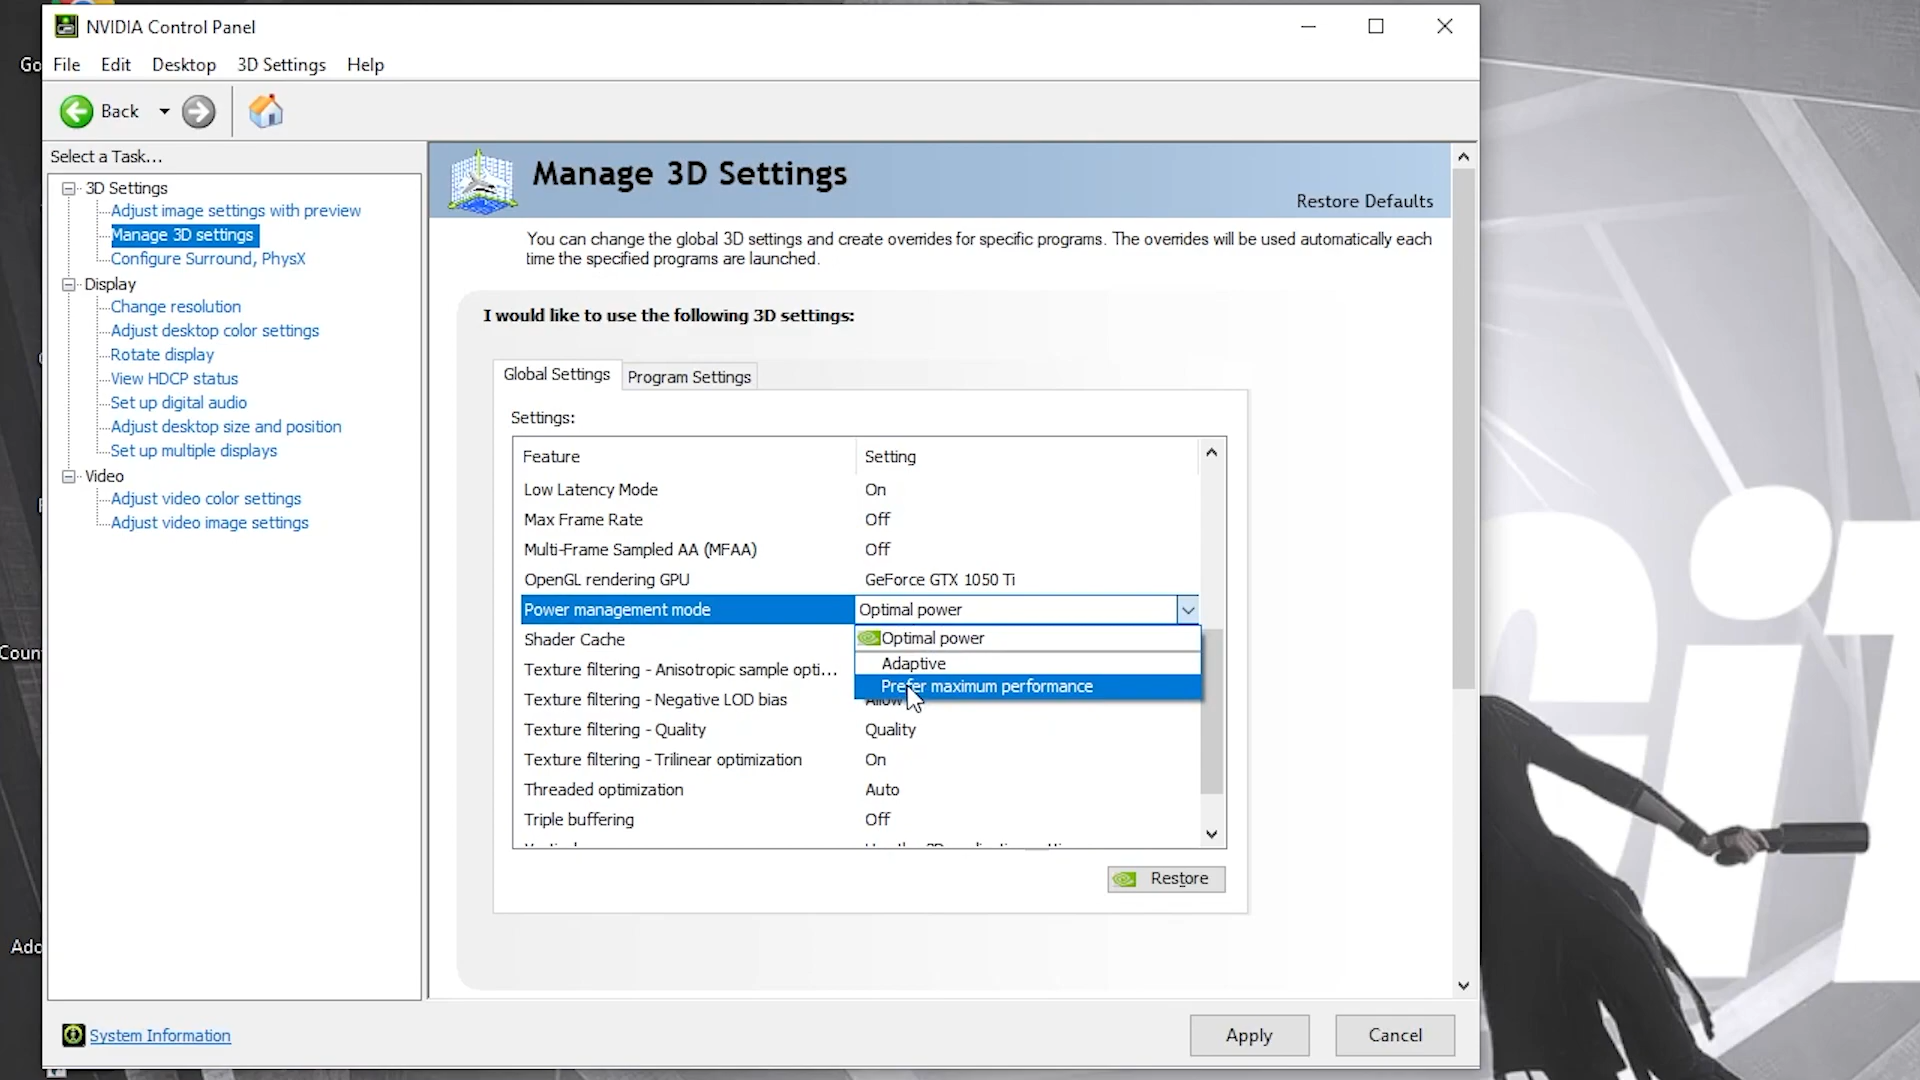 NVIDIA Control Panel
File Edit Desktop 3D Settings Help
Back
Select a Task...
3D Settings
Adjust image settings with preview
Manage 3D settings
Configure Surround, PhysX
Display
Change resolution
Adjust desktop color settings
Rotate display
View HDCP status
Set up digital audio
Adjust desktop size and position
Set up multiple displays
Video
Adjust video color settings
Adjust video image settings
System Information
Manage 3D Settings
Restore Defaults
You can change the global 3D settings and create overrides for specific programs. The overrides will be used automatically each
time the specified programs are launched.
I would like to use the following 3D settings:
Global Settings Program Settings
Settings:
Feature Setting
Low Latency Mode On
Max Frame Rate Off
Multi-Frame Sampled AA (MFAA) Off
OpenGL rendering GPU GeForce GTX 1050 Ti
Power management mode Optimal power
Optimal power
Adaptive
Prefer maximum performance
Shader Cache
Texture filtering - Anisotropic sample opti...
Texture filtering - Negative LOD bias Allow
Texture filtering - Quality Quality
Texture filtering - Trilinear optimization On
Threaded optimization Auto
Triple buffering Off
Restore
Apply Cancel
Go
Coun
Ado